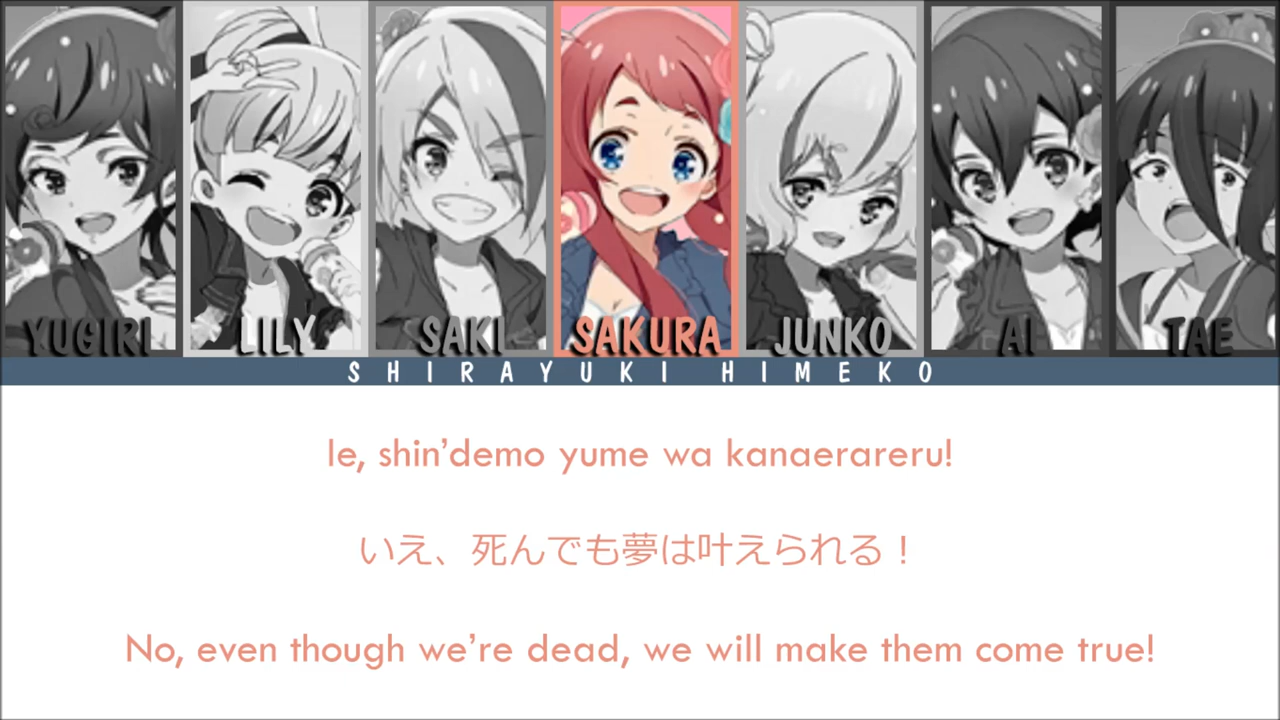 YUGIRI LILY SAKI SAKURA JUNKO AI TAE
SHIRAYUKI HIMEKO
Ie, shin'demo yume wa kanaerareru!
いえ、死んでも夢は叶えられる！
No, even though we're dead, we will make them come true!